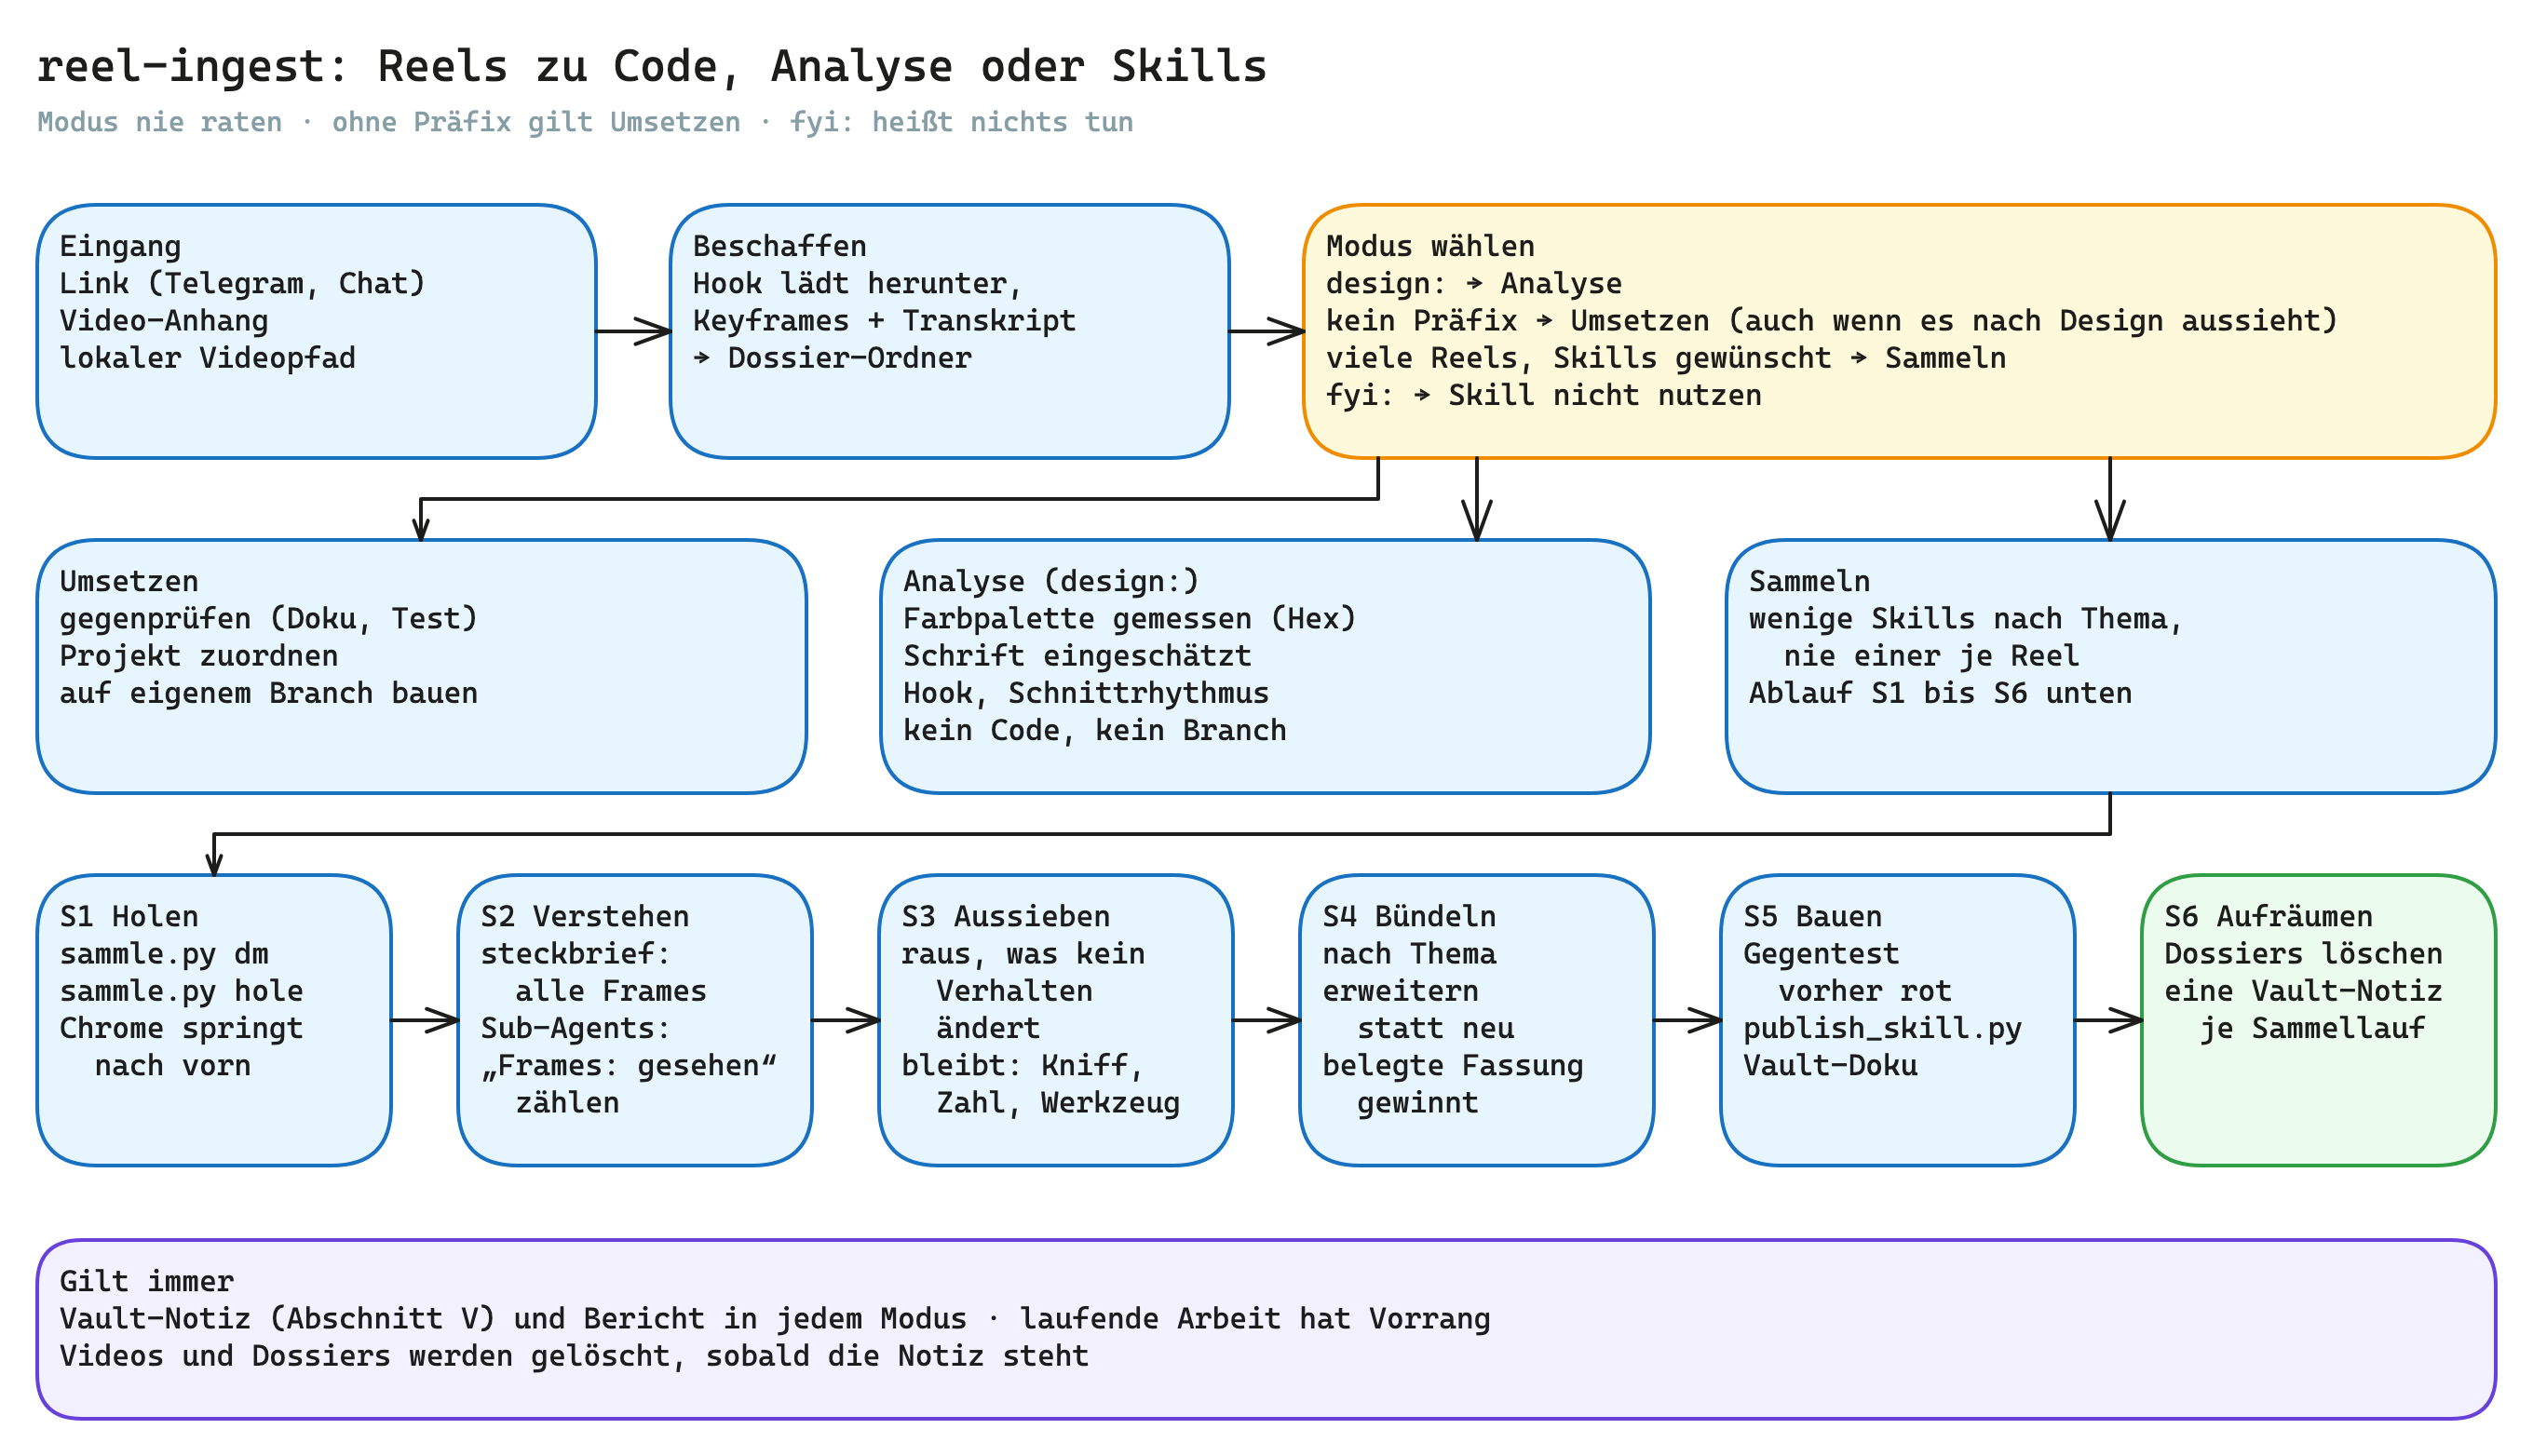 reel-ingest: Reels zu Code, Analyse oder Skills
Modus nie raten · ohne Präfix gilt Umsetzen · fyi: heißt nichts tun
Eingang
Link (Telegram, Chat)
Video-Anhang
lokaler Videopfad
Beschaffen
Hook lädt herunter,
Keyframes + Transkript
→ Dossier-Ordner
Modus wählen
design: → Analyse
kein Präfix → Umsetzen (auch wenn es nach Design aussieht)
viele Reels, Skills gewünscht → Sammeln
fyi: → Skill nicht nutzen
Umsetzen
gegenprüfen (Doku, Test)
Projekt zuordnen
auf eigenem Branch bauen
Analyse (design:)
Farbpalette gemessen (Hex)
Schrift eingeschätzt
Hook, Schnittrhythmus
kein Code, kein Branch
Sammeln
wenige Skills nach Thema,
nie einer je Reel
Ablauf S1 bis S6 unten
S1 Holen
sammle.py dm
sammle.py hole
Chrome springt
nach vorn
S2 Verstehen
steckbrief:
alle Frames
Sub-Agents:
„Frames: gesehen“
zählen
S3 Aussieben
raus, was kein
Verhalten
ändert
bleibt: Kniff,
Zahl, Werkzeug
S4 Bündeln
nach Thema
erweitern
statt neu
belegte Fassung
gewinnt
S5 Bauen
Gegentest
vorher rot
publish_skill.py
Vault-Doku
S6 Aufräumen
Dossiers löschen
eine Vault-Notiz
je Sammellauf
Gilt immer
Vault-Notiz (Abschnitt V) und Bericht in jedem Modus · laufende Arbeit hat Vorrang
Videos und Dossiers werden gelöscht, sobald die Notiz steht